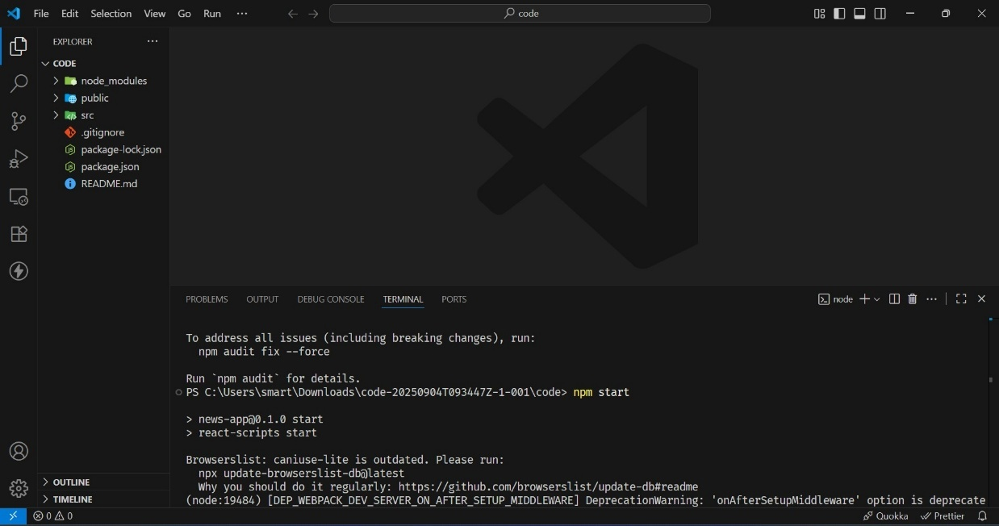 File Edit Selection View Go Run ···
code
EXPLORER
CODE
node_modules
public
src
.gitignore
package-lock.json
package.json
README.md
OUTLINE
TIMELINE
PROBLEMS OUTPUT DEBUG CONSOLE TERMINAL PORTS
node
To address all issues (including breaking changes), run:
npm audit fix --force
Run `npm audit` for details.
PS C:\Users\smart\Downloads\code-20250904T093447Z-1-001\code> npm start
> news-app@0.1.0 start
> react-scripts start
Browserslist: caniuse-lite is outdated. Please run:
npx update-browserslist-db@latest
Why you should do it regularly: https://github.com/browserslist/update-db#readme
(node:19484) [DEP_WEBPACK_DEV_SERVER_ON_AFTER_SETUP_MIDDLEWARE] DeprecationWarning: 'onAfterSetupMiddleware' option is deprecate
0 0
Quokka Prettier